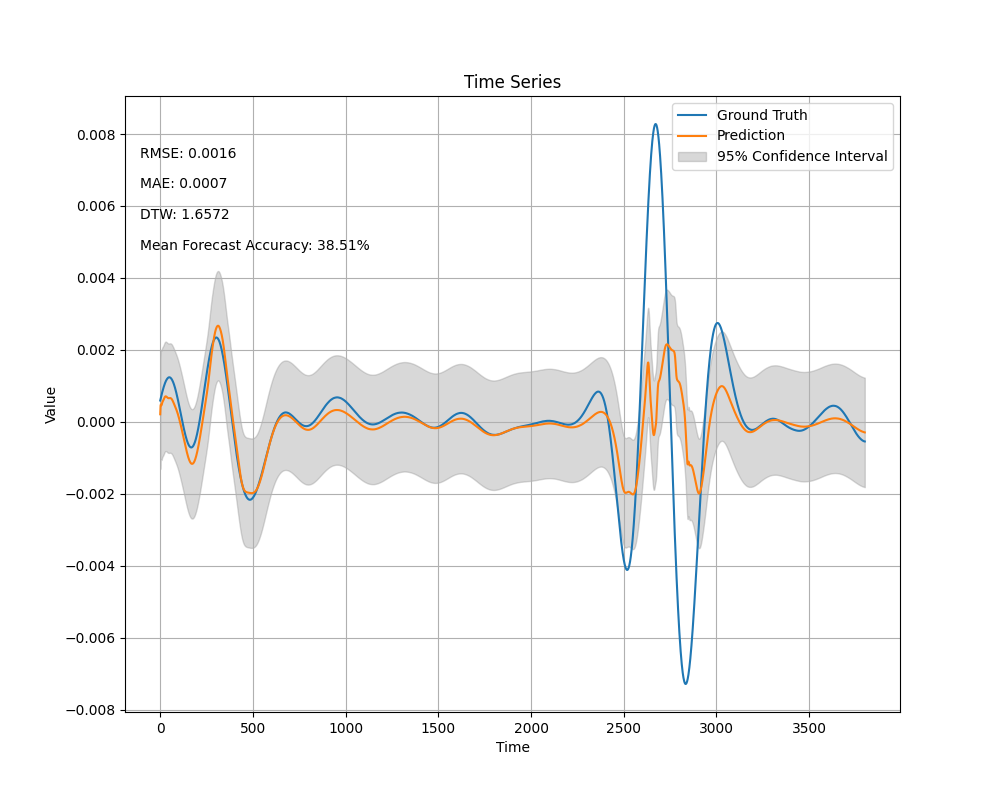 Time Series
Ground Truth
Prediction
95% Confidence Interval
RMSE: 0.0016
MAE: 0.0007
DTW: 1.6572
Mean Forecast Accuracy: 38.51%
Value
0.008
0.006
0.004
0.002
0.000
−0.002
−0.004
−0.006
−0.008
0 500 1000 1500 2000 2500 3000 3500
Time